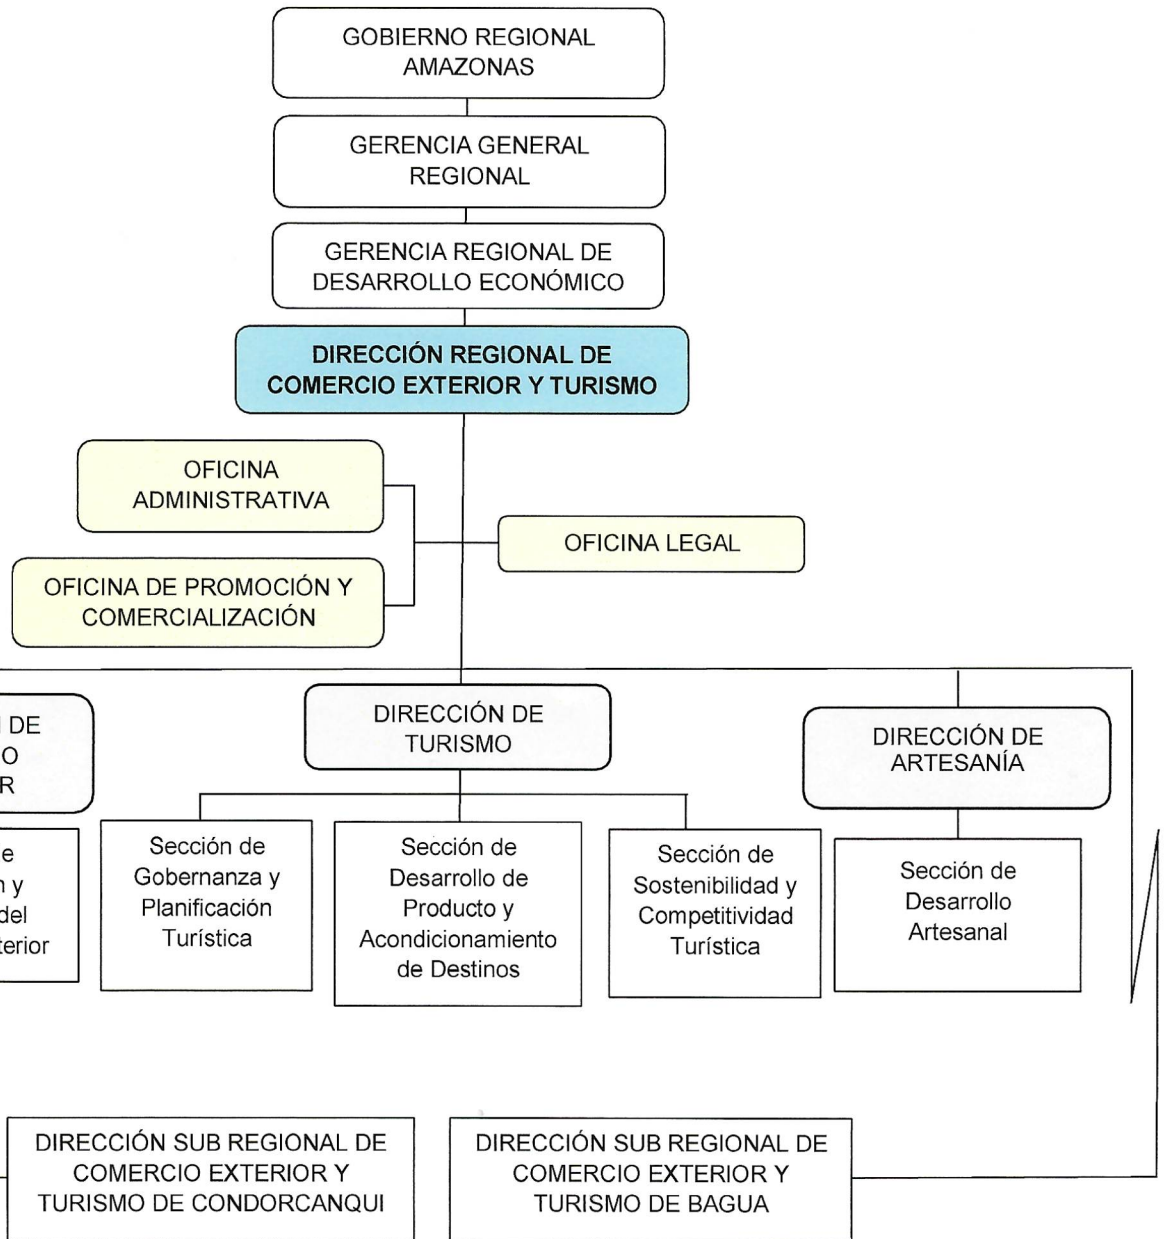 GOBIERNO REGIONAL
AMAZONAS
GERENCIA GENERAL
REGIONAL
GERENCIA REGIONAL DE
DESARROLLO ECONÓMICO
DIRECCIÓN REGIONAL DE
COMERCIO EXTERIOR Y TURISMO
OFICINA
ADMINISTRATIVA
OFICINA LEGAL
OFICINA DE PROMOCIÓN Y
COMERCIALIZACIÓN
DE
O
R
DIRECCIÓN DE
TURISMO
DIRECCIÓN DE
ARTESANÍA
e
n y
del
terior
Sección de
Gobernanza y
Planificación
Turística
Sección de
Desarrollo de
Producto y
Acondicionamiento
de Destinos
Sección de
Sostenibilidad y
Competitividad
Turística
Sección de
Desarrollo
Artesanal
DIRECCIÓN SUB REGIONAL DE
COMERCIO EXTERIOR Y
TURISMO DE CONDORCANQUI
DIRECCIÓN SUB REGIONAL DE
COMERCIO EXTERIOR Y
TURISMO DE BAGUA